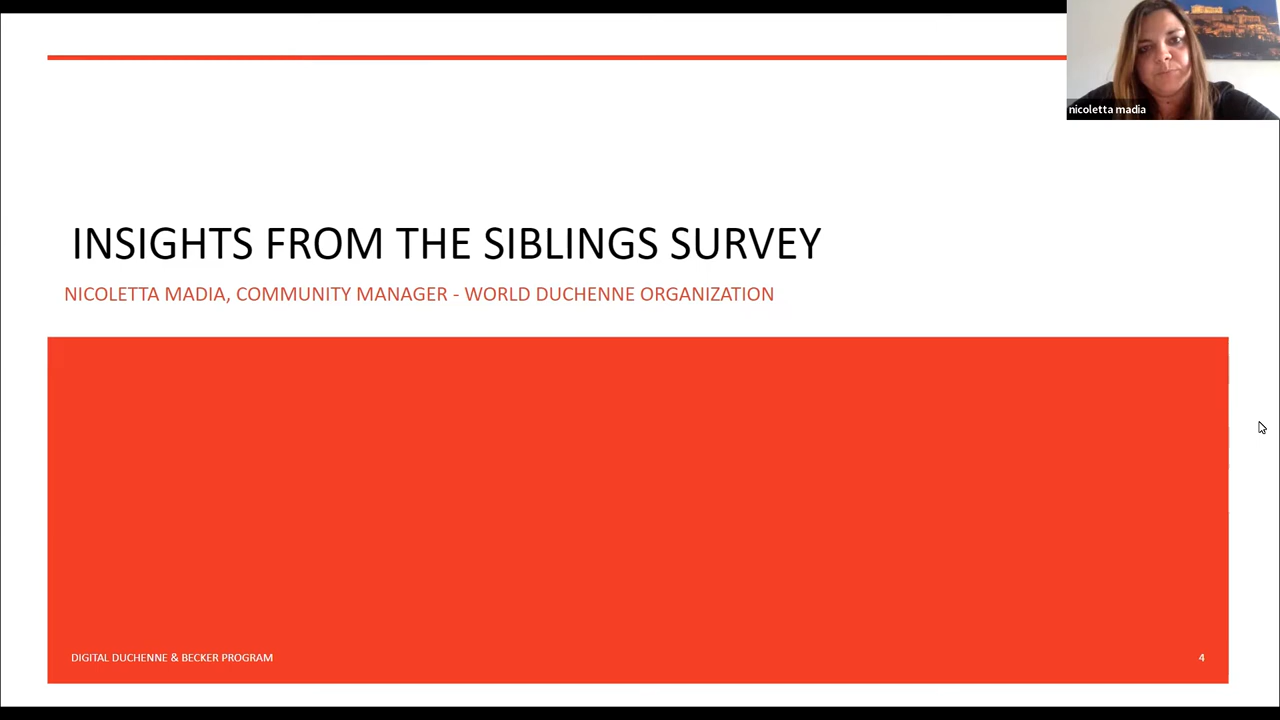 nicoletta madia
INSIGHTS FROM THE SIBLINGS SURVEY
NICOLETTA MADIA, COMMUNITY MANAGER - WORLD DUCHENNE ORGANIZATION
DIGITAL DUCHENNE & BECKER PROGRAM
4